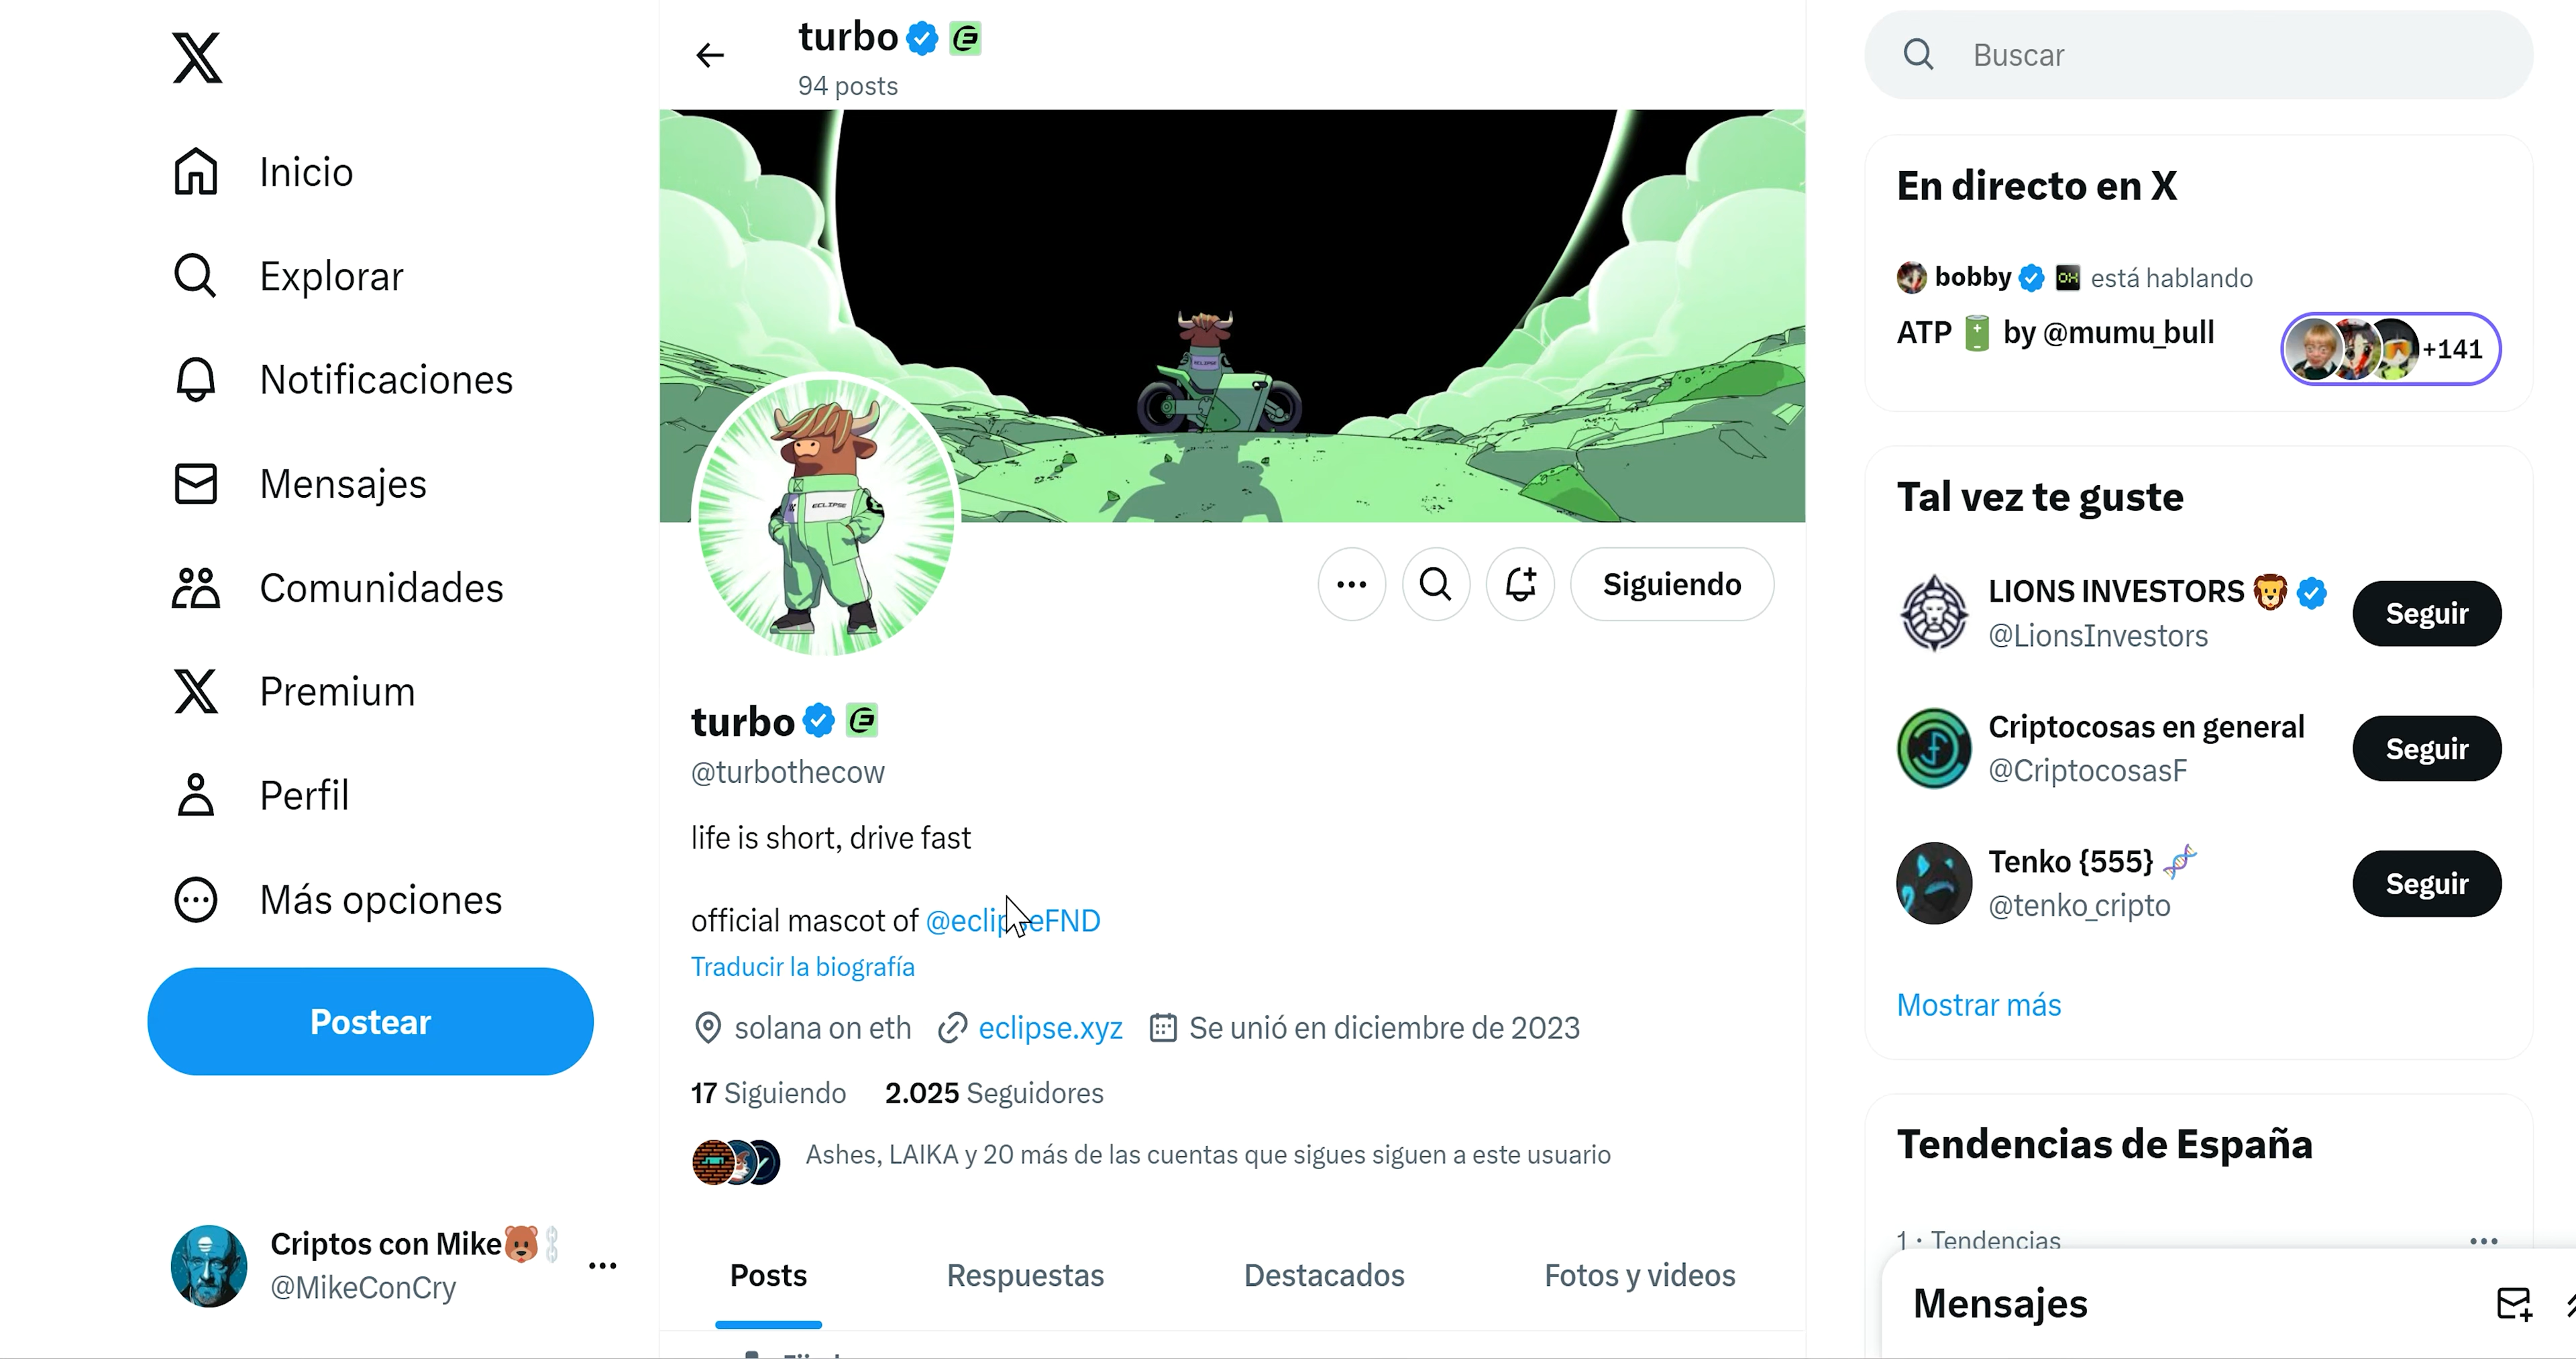 Inicio
Explorar
Notificaciones
Mensajes
Comunidades
Premium
Perfil
Más opciones
Postear
Criptos con Mike
@MikeConCry
turbo
94 posts
ECLIPSE
ECLIPSE
Siguiendo
turbo
@turbothecow
life is short, drive fast
official mascot of @eclipseFND
Traducir la biografía
solana on eth eclipse.xyz Se unió en diciembre de 2023
17 Siguiendo 2.025 Seguidores
Ashes, LAIKA y 20 más de las cuentas que sigues siguen a este usuario
Posts Respuestas Destacados Fotos y videos
Buscar
En directo en X
bobby está hablando
ATP by @mumu_bull
+141
Tal vez te guste
LIONS INVESTORS
@LionsInvestors
Seguir
Criptocosas en general
@CriptocosasF
Seguir
Tenko {555}
@tenko_cripto
Seguir
Mostrar más
Tendencias de España
1 · Tendencias
Mensajes